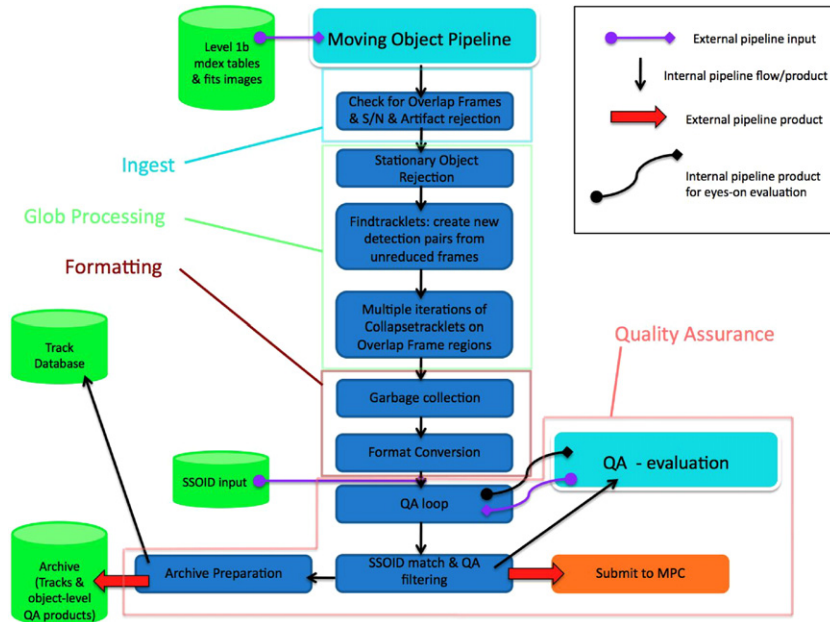 Level 1b
mdex tables
& fits images
Moving Object Pipeline
External pipeline input
Internal pipeline flow/product
External pipeline product
Internal pipeline product
for eyes-on evaluation
Check for Overlap Frames
& S/N & Artifact rejection
Ingest
Stationary Object
Rejection
Glob Processing
Findtracklets: create new
detection pairs from
unreduced frames
Formatting
Multiple iterations of
Collapsetracklets on
Overlap Frame regions
Quality Assurance
Track
Database
Garbage collection
Format Conversion
QA - evaluation
SSOID input
QA loop
Archive
(Tracks &
object-level
QA products)
Archive Preparation
SSOID match & QA
filtering
Submit to MPC